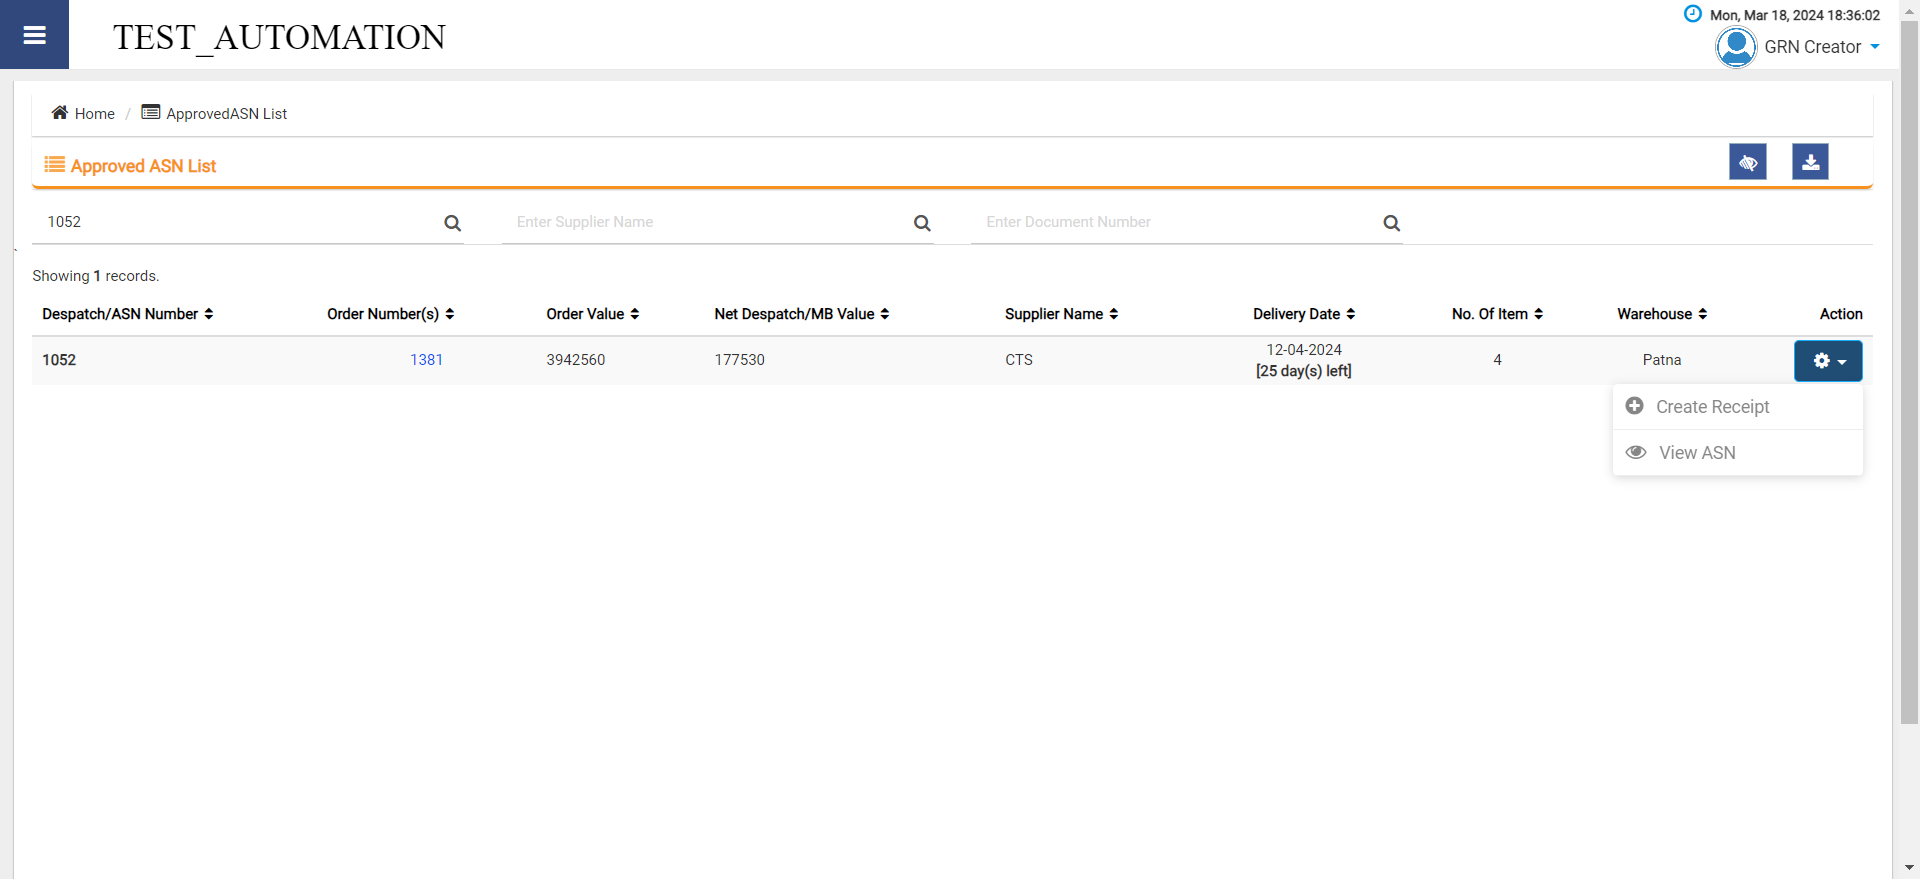 TEST_AUTOMATION
Mon, Mar 18, 2024 18:36:02
GRN Creator
Home / ApprovedASN List
Approved ASN List
1052
Enter Supplier Name
Enter Document Number
Showing 1 records.
Despatch/ASN Number Order Number(s) Order Value Net Despatch/MB Value Supplier Name Delivery Date No. Of Item Warehouse Action
1052 1381 3942560 177530 CTS 12-04-2024 4 Patna
[25 day(s) left]
Create Receipt
View ASN